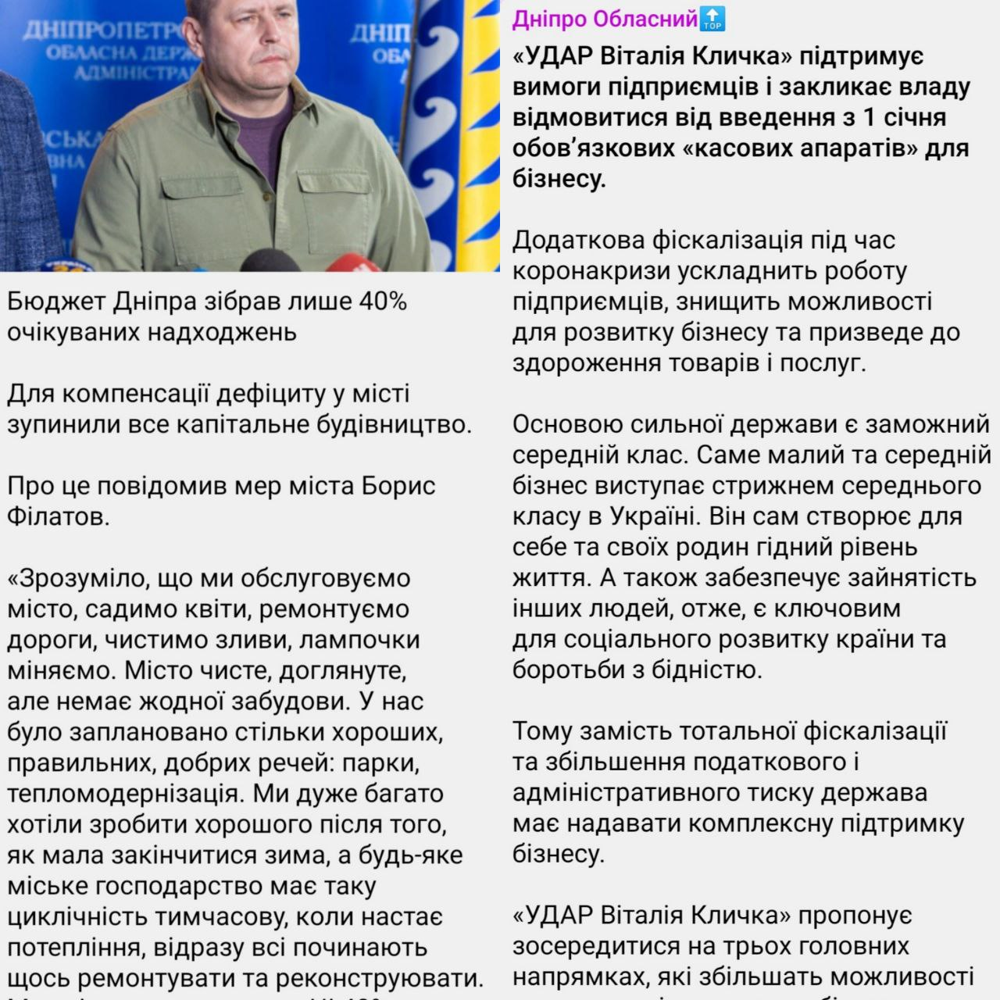 ДНІПРОПЕТР
ОБЛАСНА ДЕРЖ
АДМІНІСТРА
ДНІП
ОБЛ
Бюджет Дніпра зібрав лише 40%
очікуваних надходжень
Для компенсації дефіциту у місті
зупинили все капітальне будівництво.
Про це повідомив мер міста Борис
Філатов.
«Зрозуміло, що ми обслуговуємо
місто, садимо квіти, ремонтуємо
дороги, чистимо зливи, лампочки
міняємо. Місто чисте, доглянуте,
але немає жодної забудови. У нас
було заплановано стільки хороших,
правильних, добрих речей: парки,
тепломодернізація. Ми дуже багато
хотіли зробити хорошого після того,
як мала закінчитися зима, а будь-яке
міське господарство має таку
циклічність тимчасову, коли настає
потепління, відразу всі починають
щось ремонтувати та реконструювати.
Дніпро Обласний🔝
«УДАР Віталія Кличка» підтримує
вимоги підприємців і закликає владу
відмовитися від введення з 1 січня
обов’язкових «касових апаратів» для
бізнесу.
Додаткова фіскалізація під час
коронакризи ускладнить роботу
підприємців, знищить можливості
для розвитку бізнесу та призведе до
здороження товарів і послуг.
Основою сильної держави є заможний
середній клас. Саме малий та середній
бізнес виступає стрижнем середнього
класу в Україні. Він сам створює для
себе та своїх родин гідний рівень
життя. А також забезпечує зайнятість
інших людей, отже, є ключовим
для соціального розвитку країни та
боротьби з бідністю.
Тому замість тотальної фіскалізації
та збільшення податкового і
адміністративного тиску держава
має надавати комплексну підтримку
бізнесу.
«УДАР Віталія Кличка» пропонує
зосередитися на трьох головних
напрямках, які збільшать можливості